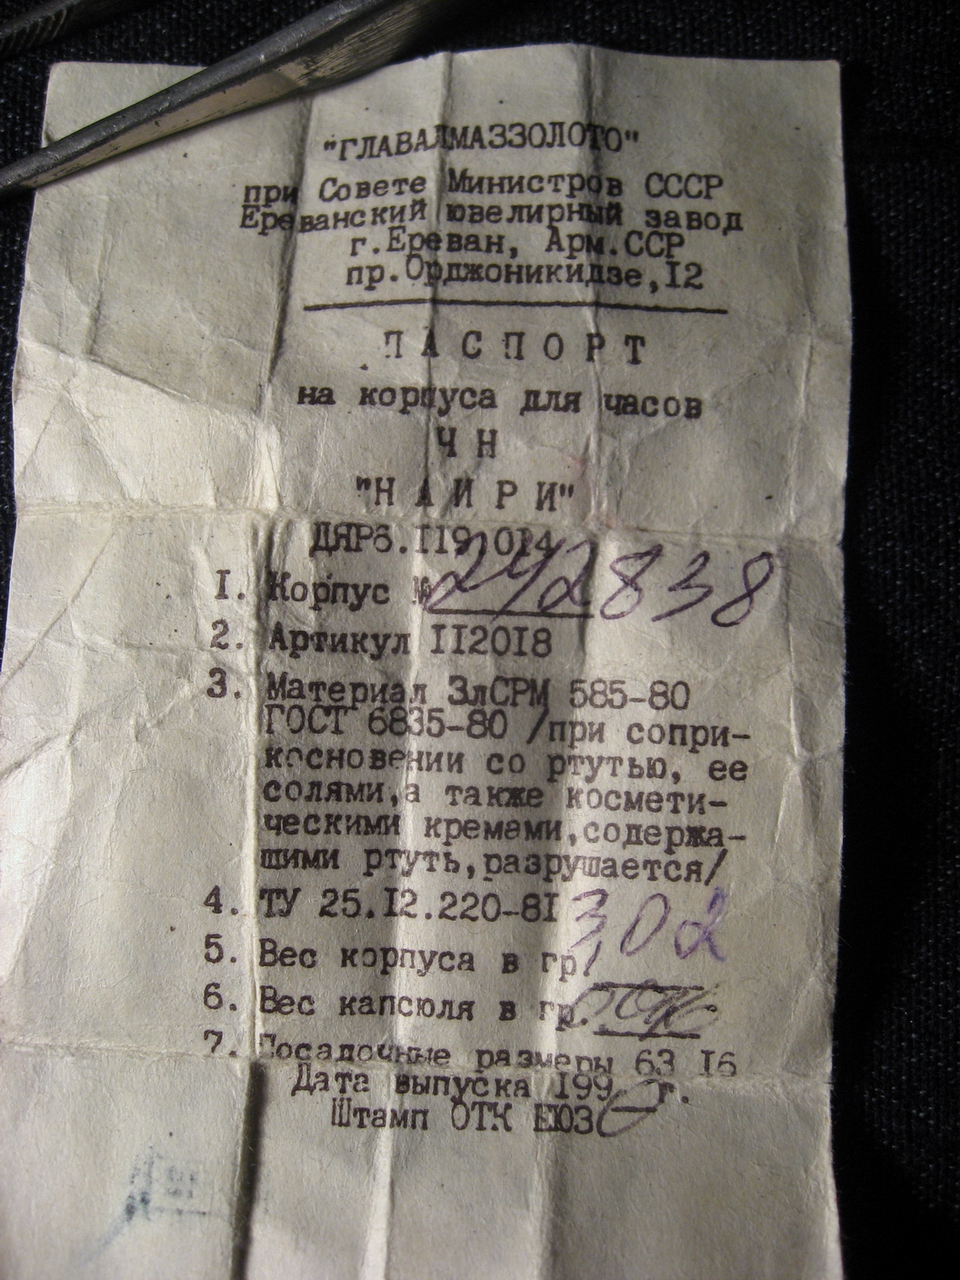 "ГЛАВАЛМАЗЗОЛОТО"
при Совете Министров СССР
Ереванский ювелирный завод
г.Ереван, Арм.ССР
пр.Орджоникидзе,12
ПАСПОРТ
на корпуса для часов
ЧН
"НАИРИ"
ДЯР6.119.014
1. Корпус № 242838
2. Артикул 112018
3. Материал ЗлСРМ 585-80
ГОСТ 6835-80 /при сопри-
косновении со ртутью, ее
солями,а также космети-
ческими кремами,содержа-
шими ртуть,разрушается/
4. ТУ 25.12.220-81
5. Вес корпуса в гр. 3,02
6. Вес капсюля в гр.
7. Посадочные размеры 63 16
Дата выпуска 1990 г.
Штамп ОТК ЕЮЗ